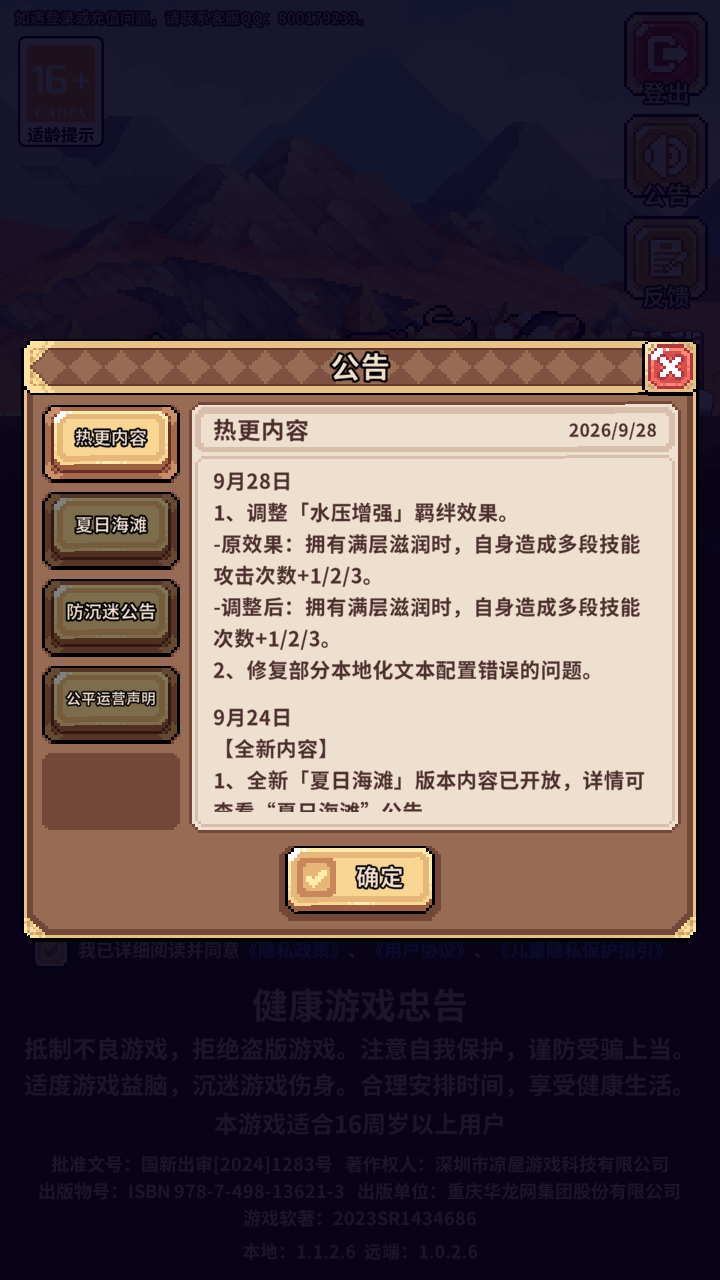 如遇登录或充值问题，请联系客服QQ：800179233。
16+
CADPA
适龄提示
登出
公告
反馈
公告
热更内容
夏日海滩
防沉迷公告
公平运营声明
热更内容 2026/9/28
9月28日
1、调整「水压增强」羁绊效果。
-原效果：拥有满层滋润时，自身造成多段技能
攻击次数+1/2/3。
-调整后：拥有满层滋润时，自身造成多段技能
次数+1/2/3。
2、修复部分本地化文本配置错误的问题。
9月24日
【全新内容】
1、全新「夏日海滩」版本内容已开放，详情可
查看“夏日海滩”公告
确定
我已详细阅读并同意《隐私政策》、《用户协议》、《儿童隐私保护指引》
健康游戏忠告
抵制不良游戏，拒绝盗版游戏。注意自我保护，谨防受骗上当。
适度游戏益脑，沉迷游戏伤身。合理安排时间，享受健康生活。
本游戏适合16周岁以上用户
批准文号：国新出审[2024]1283号 著作权人：深圳市凉屋游戏科技有限公司
出版物号：ISBN 978-7-498-13621-3 出版单位：重庆华龙网集团股份有限公司
游戏软著：2023SR1434686
本地：1.1.2.6 远端：1.0.2.6